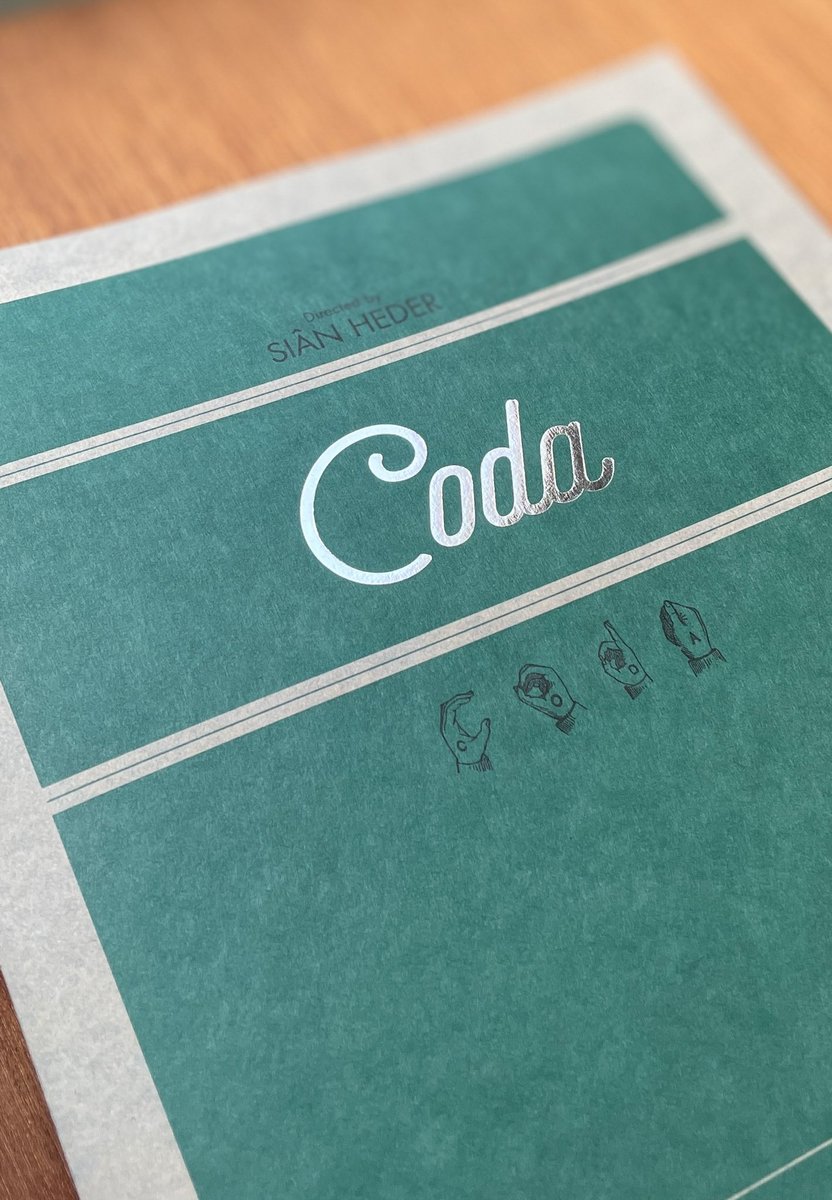 Directed by
SIÂN HEDER
Coda
C O D A